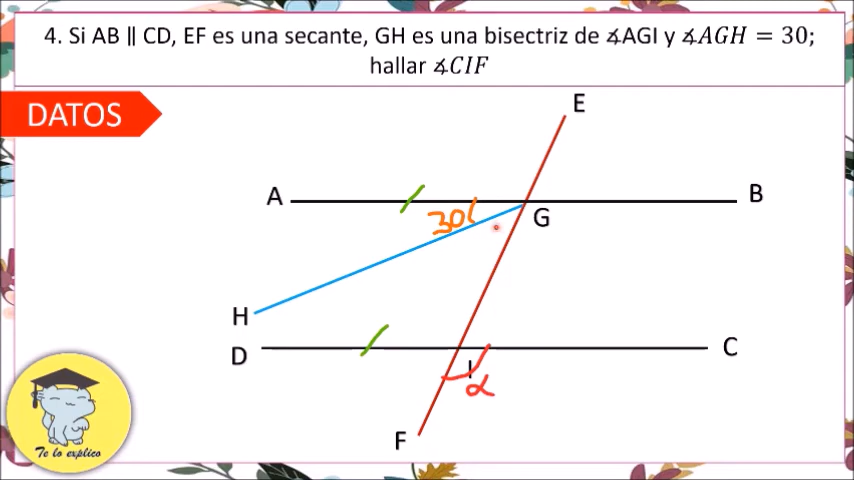 4. Si AB ∥ CD, EF es una secante, GH es una bisectriz de ∡AGI y ∡AGH = 30;
hallar ∡CIF
DATOS
E
A
B
30
G
H
D
C
I
α
F
Te lo explico